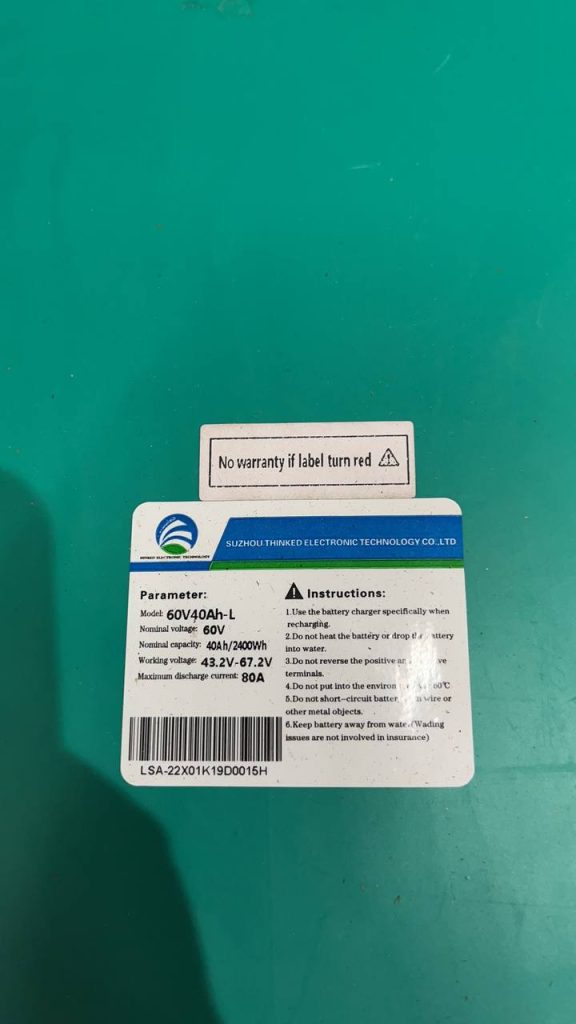 No warranty if label turn red
SUZHOU THINKED ELECTRONIC TECHNOLOGY CO.,LTD
Parameter:
Model: 60V40Ah-L
Nominal voltage: 60V
Nominal capacity: 40Ah/2400Wh
Working voltage: 43.2V-67.2V
Maximum discharge current: 80A
LSA-22X01K19D0015H
Instructions:
1.Use the battery charger specifically when
recharging.
2.Do not heat the battery or drop the battery
into water.
3.Do not reverse the positive
terminals.
4.Do not put into the 60℃
5.Do not short-circuit wire or
other metal objects.
6.Keep battery away from water.(Wading
issues are not involved in insurance)